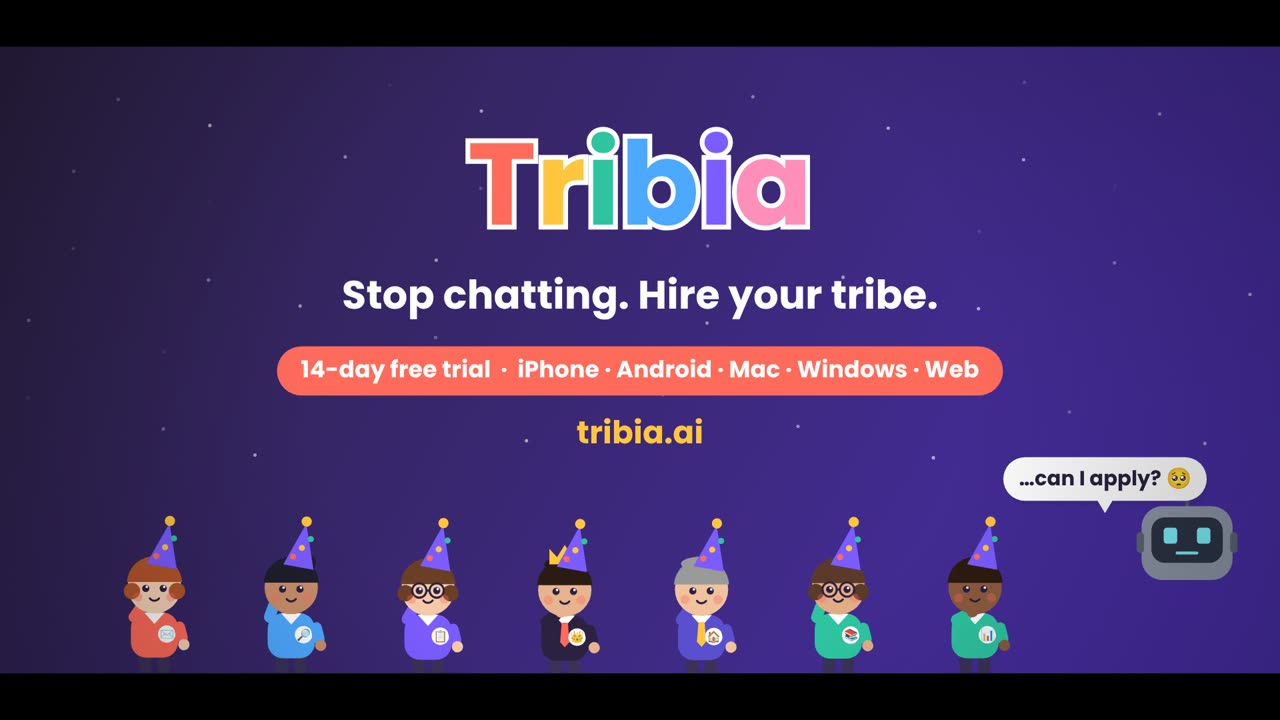 Tribia
Stop chatting. Hire your tribe.
14-day free trial · iPhone · Android · Mac · Windows · Web
tribia.ai
...can I apply? 🥺